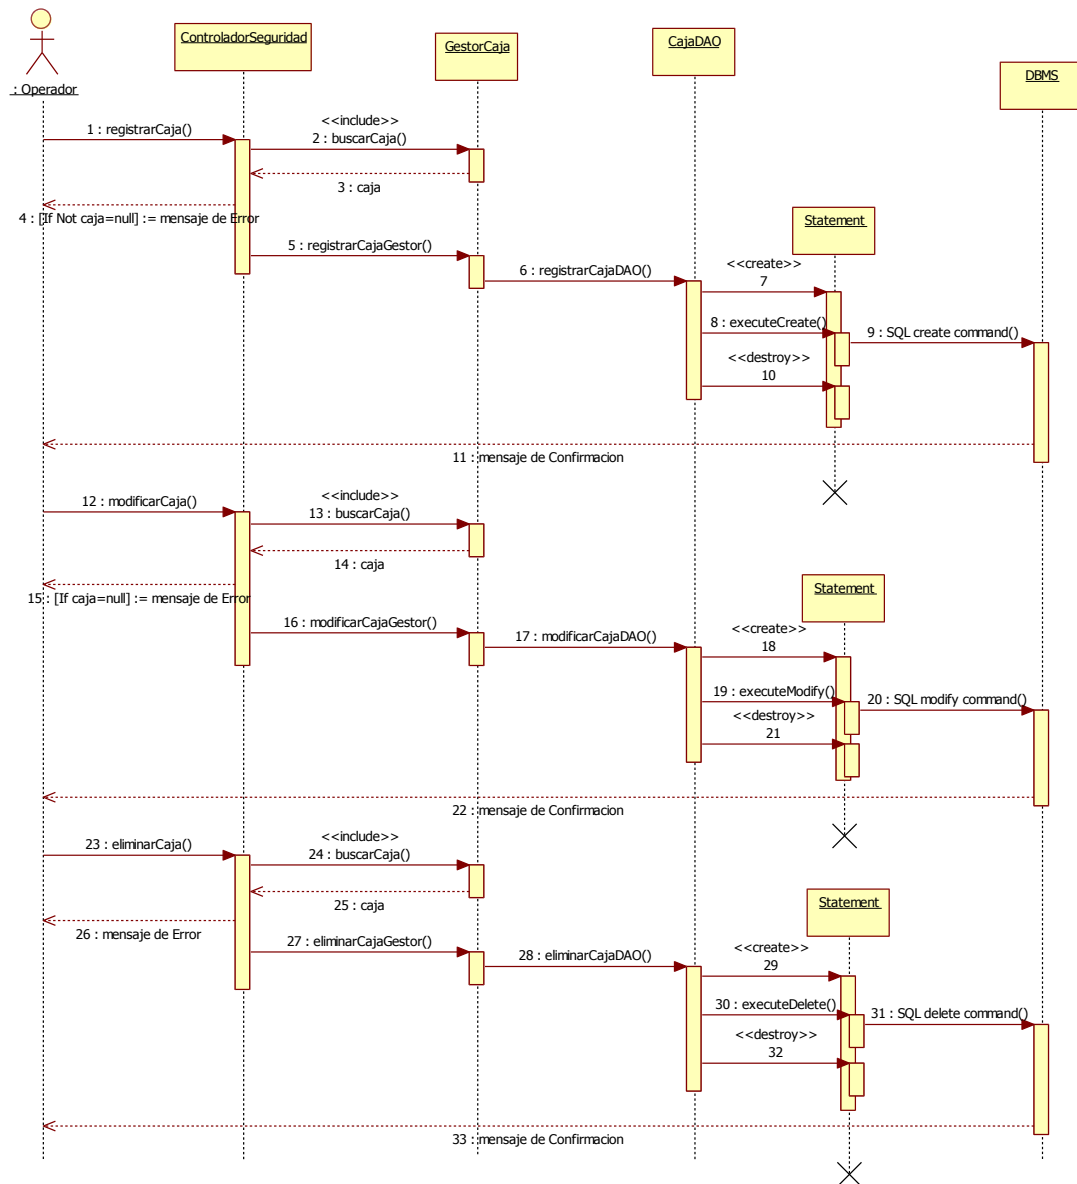 ControladorSeguridad
GestorCaja
CajaDAO
DBMS
: Operador
1 : registrarCaja()
<<include>>
2 : buscarCaja()
3 : caja
4 : [If Not caja=null] := mensaje de Error
Statement
5 : registrarCajaGestor()
6 : registrarCajaDAO()
<<create>>
7
8 : executeCreate()
9 : SQL create command()
<<destroy>>
10
11 : mensaje de Confirmacion
12 : modificarCaja()
<<include>>
13 : buscarCaja()
14 : caja
15 : [If caja=null] := mensaje de Error
Statement
16 : modificarCajaGestor()
17 : modificarCajaDAO()
<<create>>
18
19 : executeModify()
20 : SQL modify command()
<<destroy>>
21
22 : mensaje de Confirmacion
23 : eliminarCaja()
<<include>>
24 : buscarCaja()
25 : caja
26 : mensaje de Error
Statement
27 : eliminarCajaGestor()
28 : eliminarCajaDAO()
<<create>>
29
30 : executeDelete()
31 : SQL delete command()
<<destroy>>
32
33 : mensaje de Confirmacion